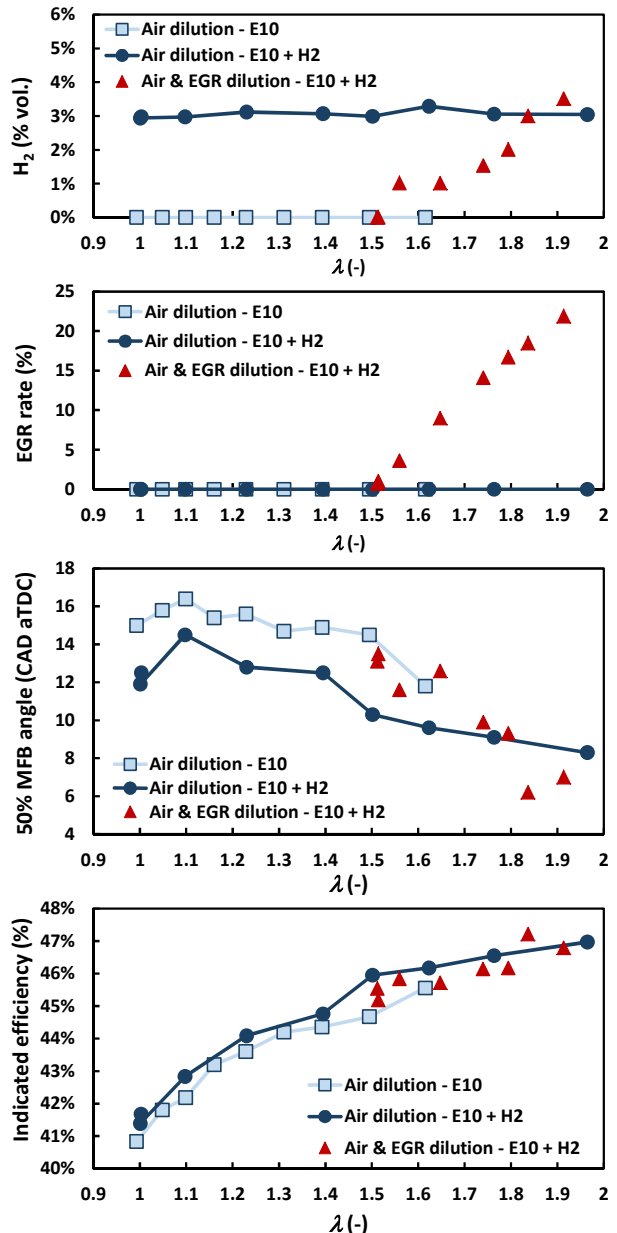 6%
5%
4%
3%
2%
1%
0%
H2 (% vol.)
Air dilution - E10
Air dilution - E10 + H2
Air & EGR dilution - E10 + H2
0.9 1 1.1 1.2 1.3 1.4 1.5 1.6 1.7 1.8 1.9 2
λ (-)
25
20
15
10
5
0
EGR rate (%)
Air dilution - E10
Air dilution - E10 + H2
Air & EGR dilution - E10 + H2
0.9 1 1.1 1.2 1.3 1.4 1.5 1.6 1.7 1.8 1.9 2
λ (-)
18
16
14
12
10
8
6
4
50% MFB angle (CAD aTDC)
Air dilution - E10
Air dilution - E10 + H2
Air & EGR dilution - E10 + H2
0.9 1 1.1 1.2 1.3 1.4 1.5 1.6 1.7 1.8 1.9 2
λ (-)
48%
47%
46%
45%
44%
43%
42%
41%
40%
Indicated efficiency (%)
Air dilution - E10
Air dilution - E10 + H2
Air & EGR dilution - E10 + H2
0.9 1 1.1 1.2 1.3 1.4 1.5 1.6 1.7 1.8 1.9 2
λ (-)